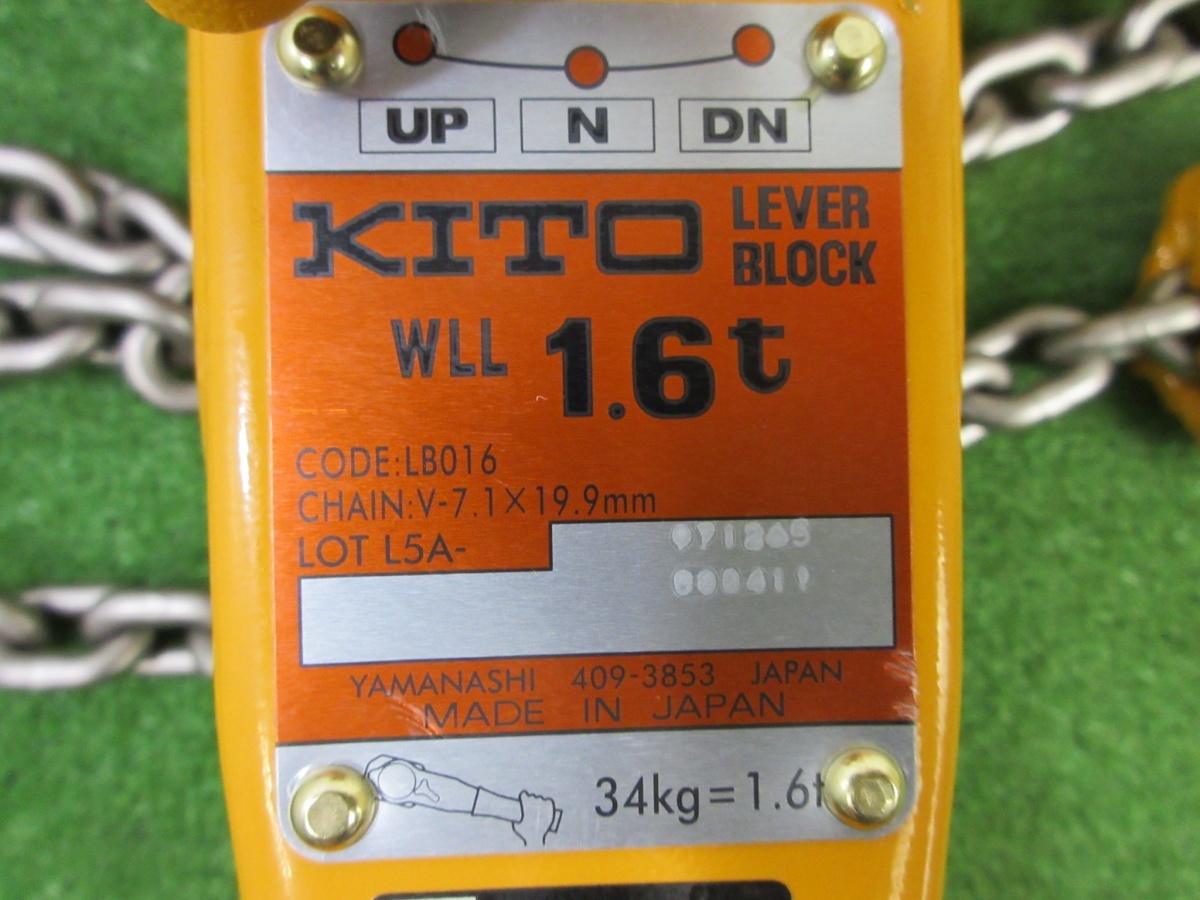 UP N DN
KITO LEVER BLOCK
WLL 1.6t
CODE:LB016
CHAIN:V-7.1×19.9mm
LOT L5A-
YAMANASHI 409-3853 JAPAN
MADE IN JAPAN
34kg=1.6t